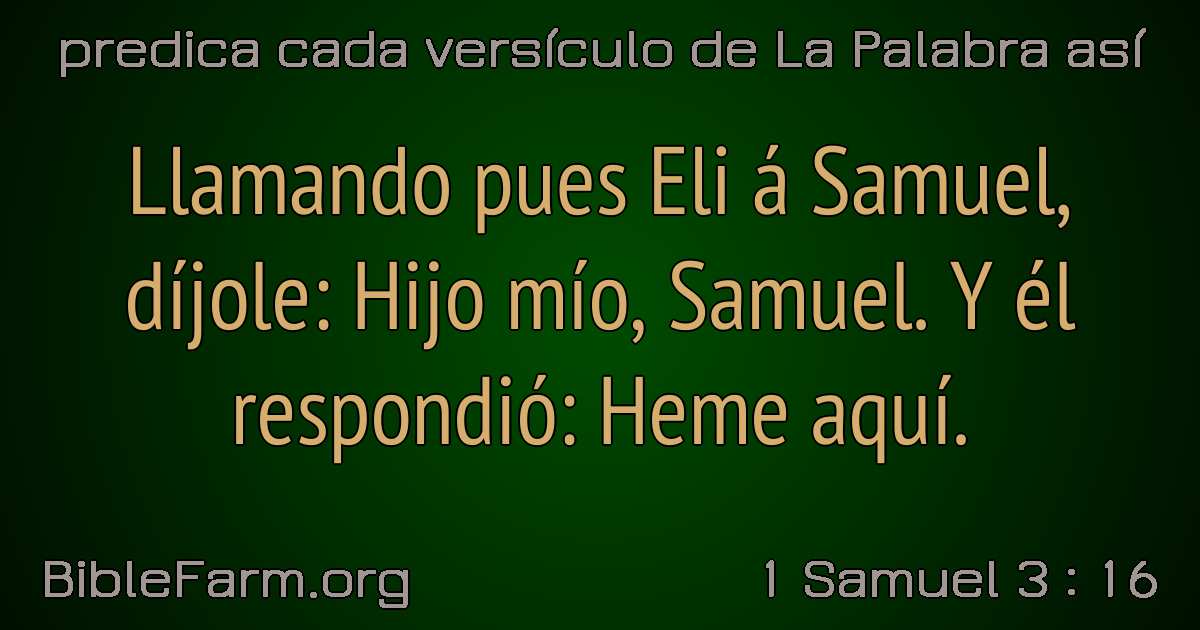 predica cada versículo de La Palabra así
Llamando pues Eli á Samuel,
díjole: Hijo mío, Samuel. Y él
respondió: Heme aquí.
BibleFarm.org
1 Samuel 3 : 16